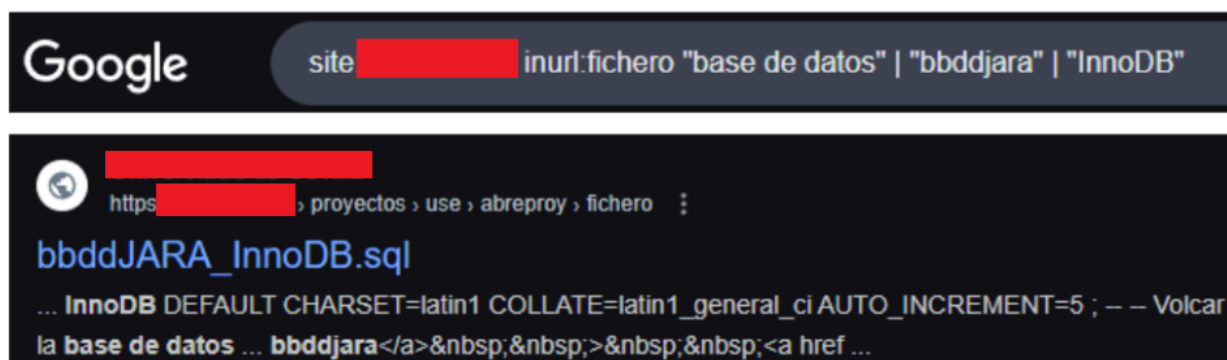 Google
site: inurl:fichero "base de datos" | "bbddjara" | "InnoDB"
https › proyectos › use › abreproy › fichero
bbddJARA_InnoDB.sql
... InnoDB DEFAULT CHARSET=latin1 COLLATE=latin1_general_ci AUTO_INCREMENT=5 ; -- -- Volcar
la base de datos ... bbddjara</a>&nbsp;&nbsp;>&nbsp;&nbsp;<a href ...